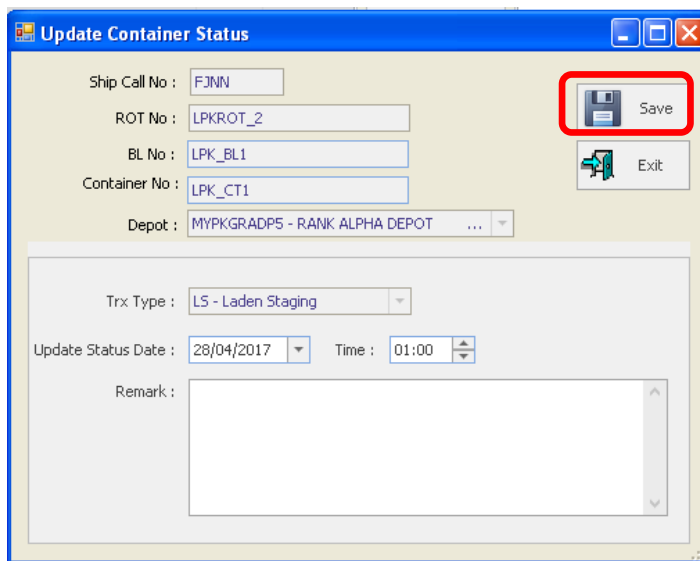 Update Container Status
Ship Call No : FJNN
ROT No : LPKROT_2
Save
BL No : LPK_BL1
Exit
Container No : LPK_CT1
Depot : MYPKGRADP5 - RANK ALPHA DEPOT ...
Trx Type : LS - Laden Staging
Update Status Date : 28/04/2017 Time : 01:00
Remark :